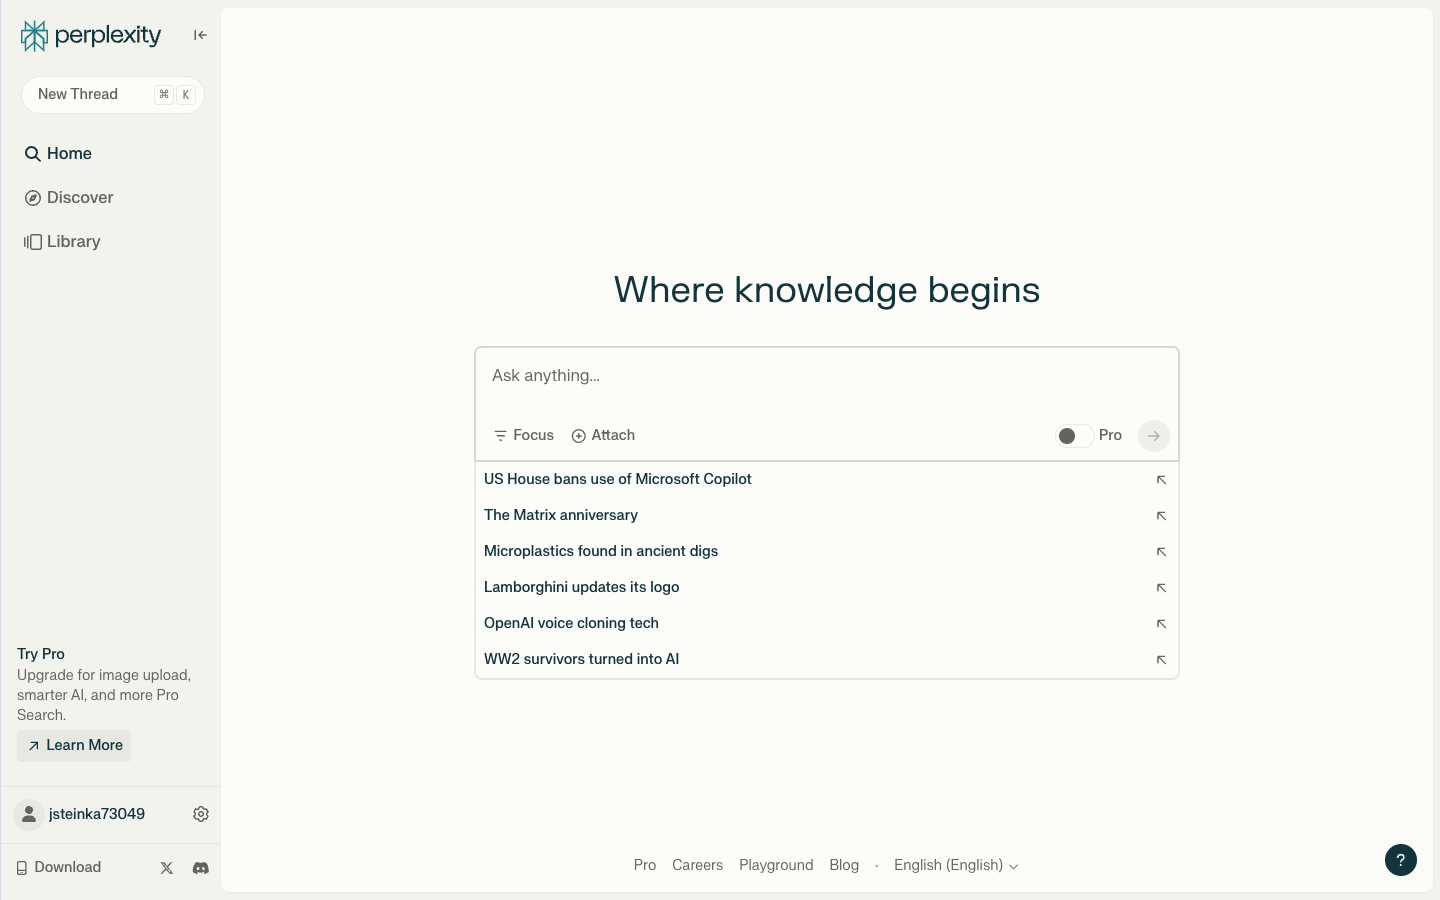 perplexity
New Thread ⌘ K
Home
Discover
Library
Try Pro
Upgrade for image upload,
smarter AI, and more Pro
Search.
Learn More
jsteinka73049
Download
Where knowledge begins
Ask anything...
Focus Attach Pro
US House bans use of Microsoft Copilot
The Matrix anniversary
Microplastics found in ancient digs
Lamborghini updates its logo
OpenAI voice cloning tech
WW2 survivors turned into AI
Pro Careers Playground Blog · English (English)
?